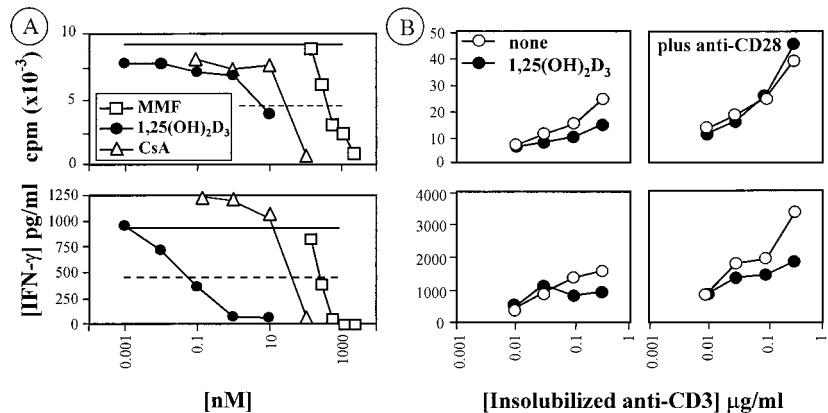 A
cpm (x10⁻³)
10
5
0
MMF
1,25(OH)₂D₃
CsA
[IFN-γ] pg/ml
1250
1000
750
500
250
0
0.001
0.1
10
1000
[nM]
B
50
40
30
20
10
0
none
1,25(OH)₂D₃
plus anti-CD28
4000
3000
2000
1000
0
0.001
0.01
0.1
1
0.001
0.01
0.1
1
[Insolubilized anti-CD3] μg/ml